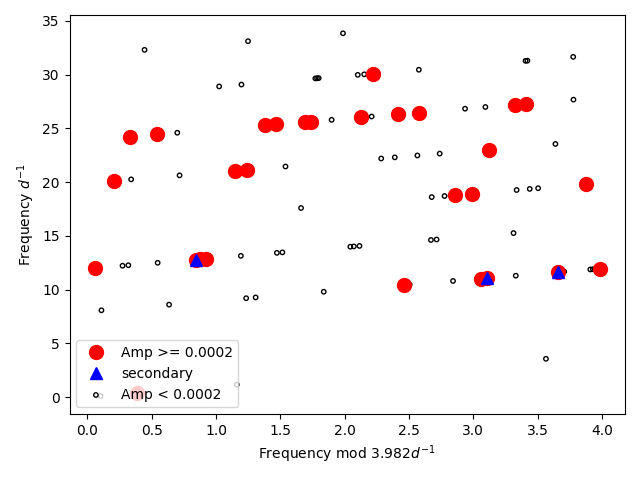 35
30
25
20
15
10
5
0
Frequency d⁻¹
Amp >= 0.0002
secondary
Amp < 0.0002
0.0 0.5 1.0 1.5 2.0 2.5 3.0 3.5 4.0
Frequency mod 3.982d⁻¹